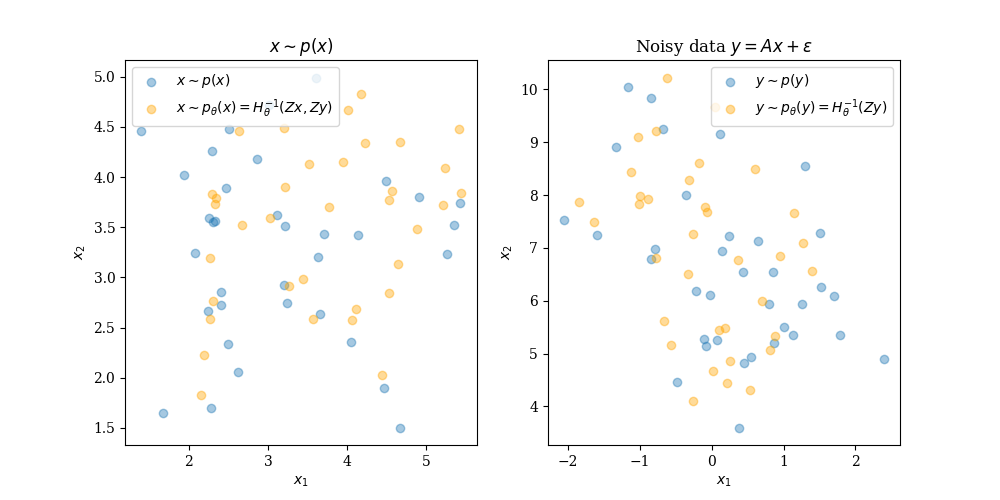 x ∼ p(x)
x ∼ p(x)
x ∼ p_θ(x) = H_θ^{-1}(Zx, Zy)
5.0
4.5
4.0
3.5
3.0
2.5
2.0
1.5
x₂
2 3 4 5
x₁
Noisy data y = Ax + ε
y ∼ p(y)
y ∼ p_θ(y) = H_θ^{-1}(Zy)
10
9
8
7
6
5
4
x₂
−2 −1 0 1 2
x₁